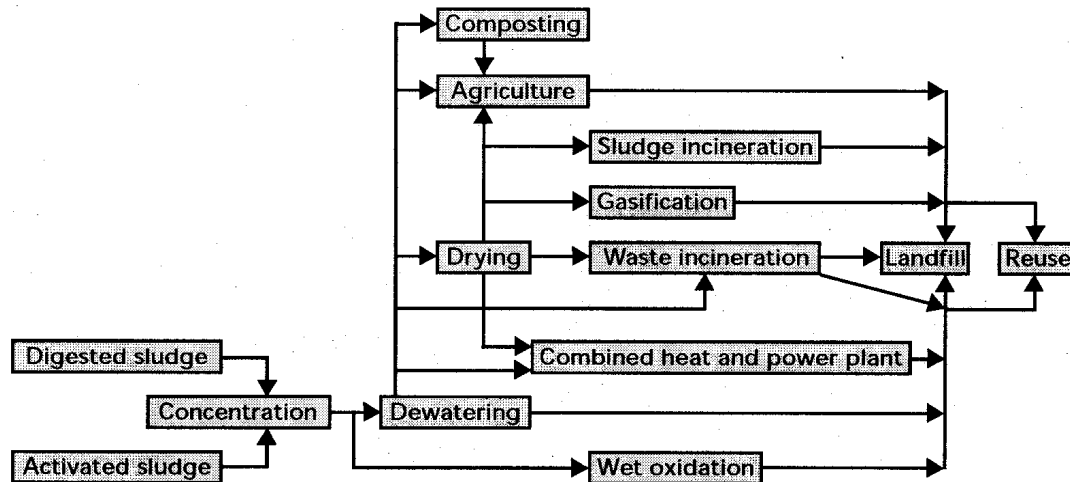 Composting
Agriculture
Sludge incineration
Gasification
Drying
Waste incineration
Landfill
Reuse
Digested sludge
Combined heat and power plant
Concentration
Dewatering
Activated sludge
Wet oxidation